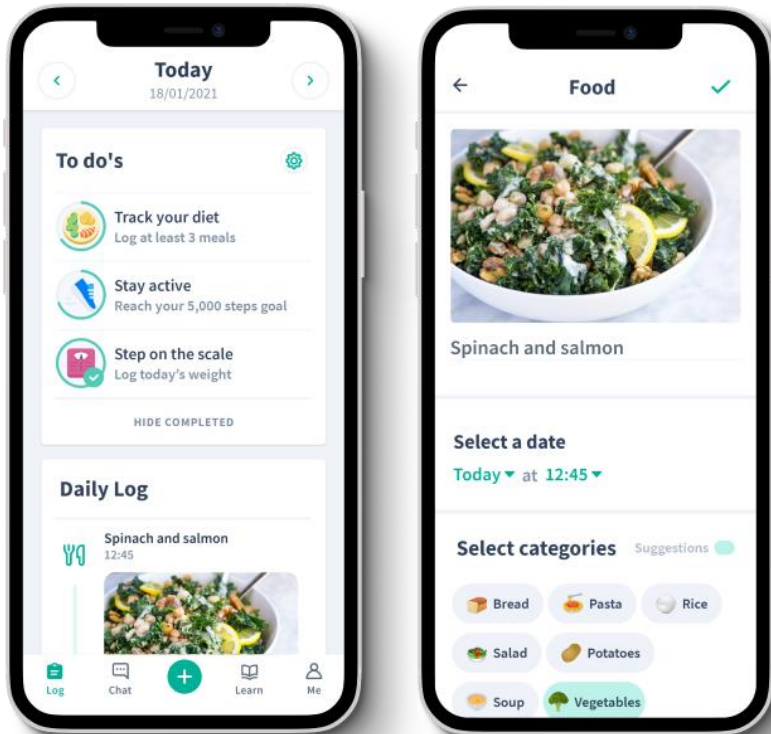 Today
18/01/2021
To do's
Track your diet
Log at least 3 meals
Stay active
Reach your 5,000 steps goal
Step on the scale
Log today's weight
HIDE COMPLETED
Daily Log
Spinach and salmon
12:45
Log
Chat
Learn
Me
Food
Spinach and salmon
Select a date
Today at 12:45
Select categories Suggestions
Bread Pasta Rice
Salad Potatoes
Soup Vegetables